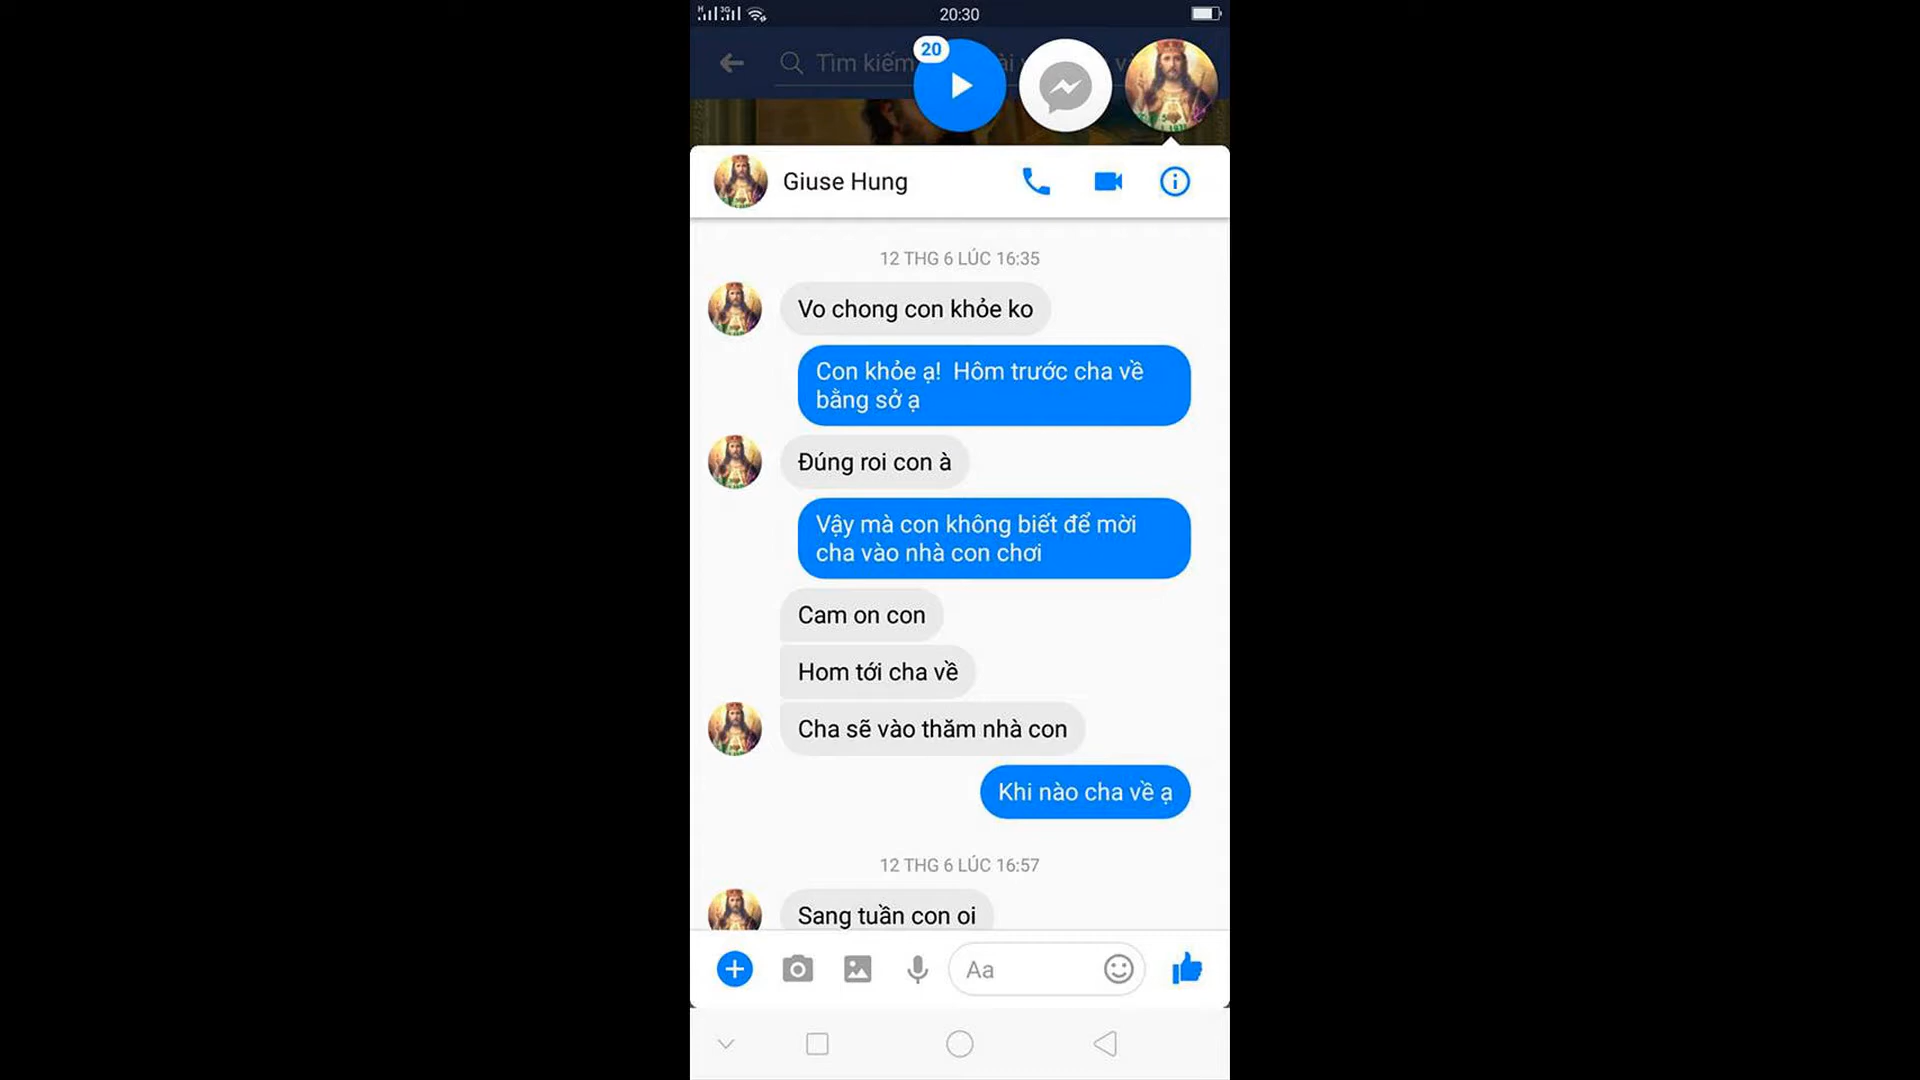 20:30
Tìm kiếm
20
Giuse Hung
12 THG 6 LÚC 16:35
Vo chong con khỏe ko
Con khỏe ạ!  Hôm trước cha về
bằng sở ạ
Đúng roi con à
Vậy mà con không biết để mời
cha vào nhà con chơi
Cam on con
Hom tới cha về
Cha sẽ vào thăm nhà con
Khi nào cha về ạ
12 THG 6 LÚC 16:57
Sang tuần con oi
Aa